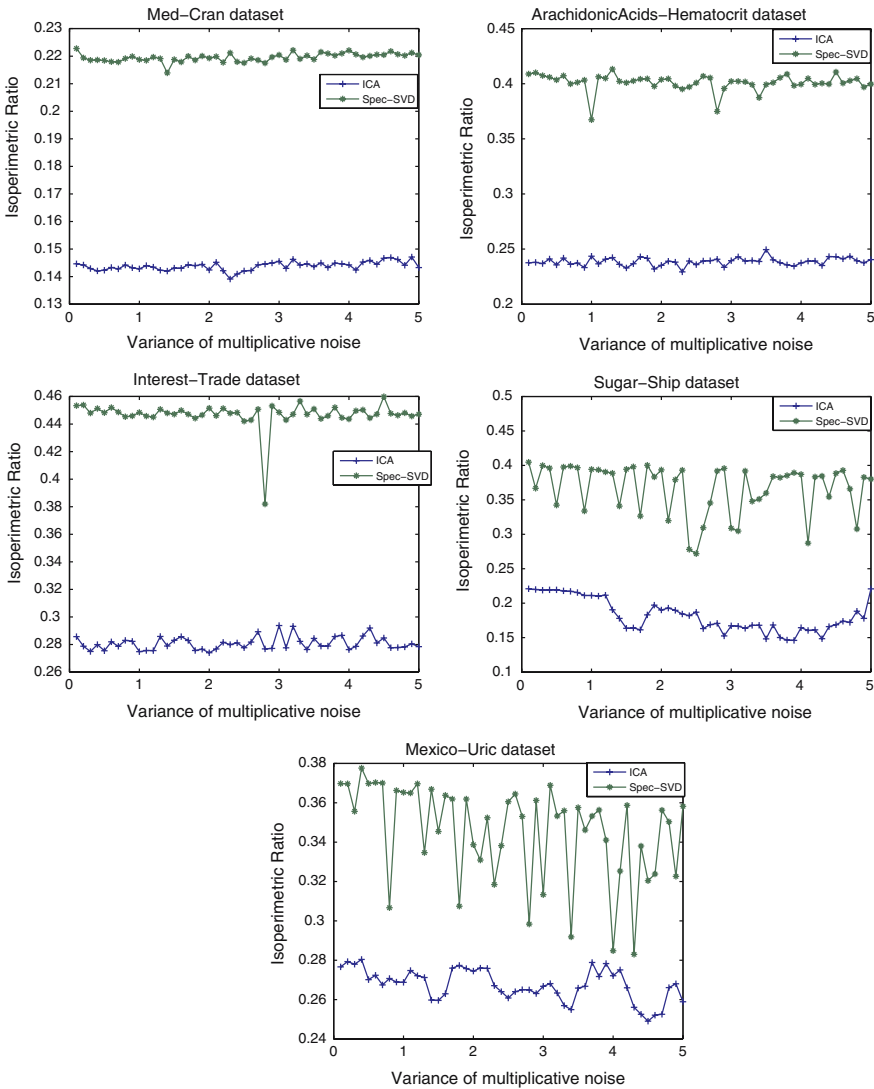 Med−Cran dataset
0.23
0.22
0.21
0.2
0.19
0.18
0.17
0.16
0.15
0.14
0.13
Isoperimetric Ratio
ICA
Spec−SVD
0 1 2 3 4 5
Variance of multiplicative noise
ArachidonicAcids−Hematocrit dataset
0.45
0.4
0.35
0.3
0.25
0.2
Isoperimetric Ratio
ICA
Spec−SVD
0 1 2 3 4 5
Variance of multiplicative noise
Interest−Trade dataset
0.46
0.44
0.42
0.4
0.38
0.36
0.34
0.32
0.3
0.28
0.26
Isoperimetric Ratio
ICA
Spec−SVD
0 1 2 3 4 5
Variance of multiplicative noise
Sugar−Ship dataset
0.5
0.45
0.4
0.35
0.3
0.25
0.2
0.15
0.1
Isoperimetric Ratio
ICA
Spec−SVD
0 1 2 3 4 5
Variance of multiplicative noise
Mexico−Uric dataset
0.38
0.36
0.34
0.32
0.3
0.28
0.26
0.24
Isoperimetric Ratio
ICA
Spec−SVD
0 1 2 3 4 5
Variance of multiplicative noise